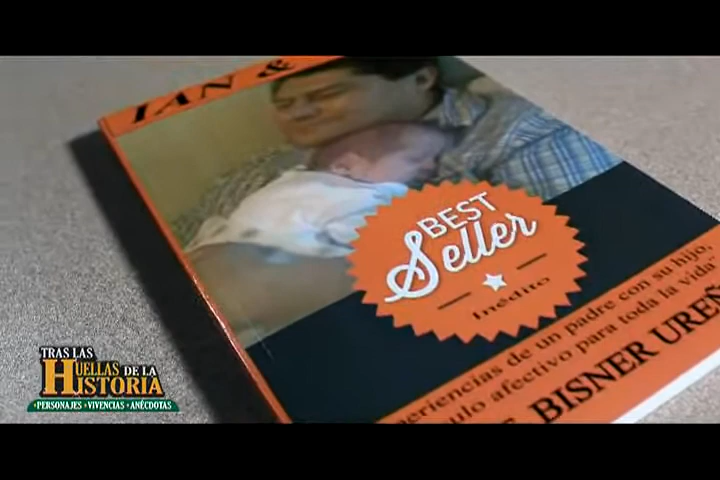 IAN &
BEST
Seller
Inédito
periencias de un padre con su hijo,
culo afectivo para toda la vida"
BISNER UREÑ
TRAS LAS
HUELLAS DE LA
HISTORIA
•PERSONAJES •VIVENCIAS •ANÉCDOTAS